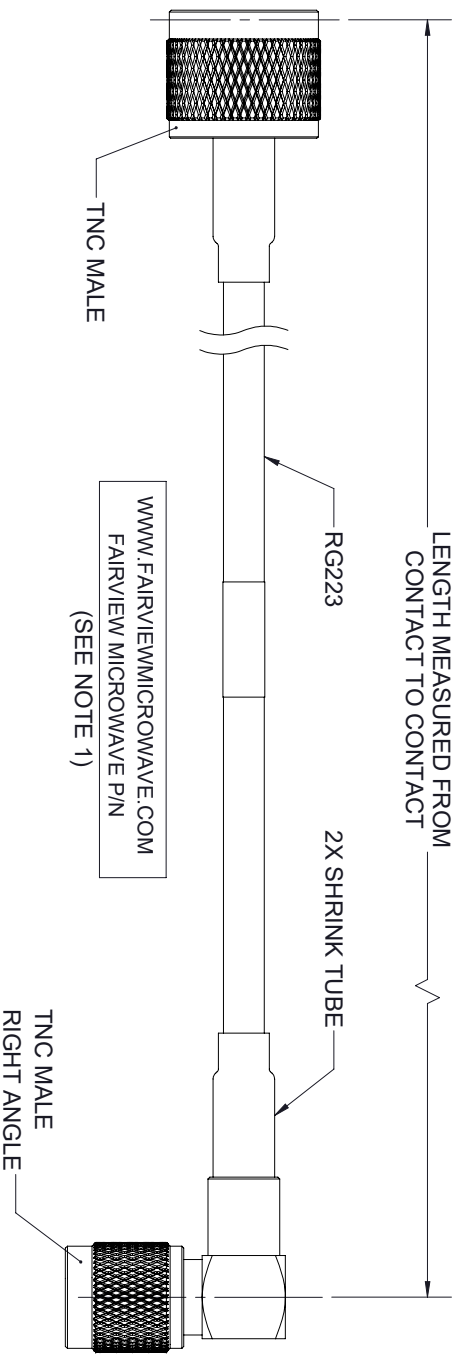 LENGTH MEASURED FROM
CONTACT TO CONTACT
TNC MALE
RG223
2X SHRINK TUBE
WWW.FAIRVIEWMICROWAVE.COM
FAIRVIEW MICROWAVE P/N
(SEE NOTE 1)
TNC MALE
RIGHT ANGLE